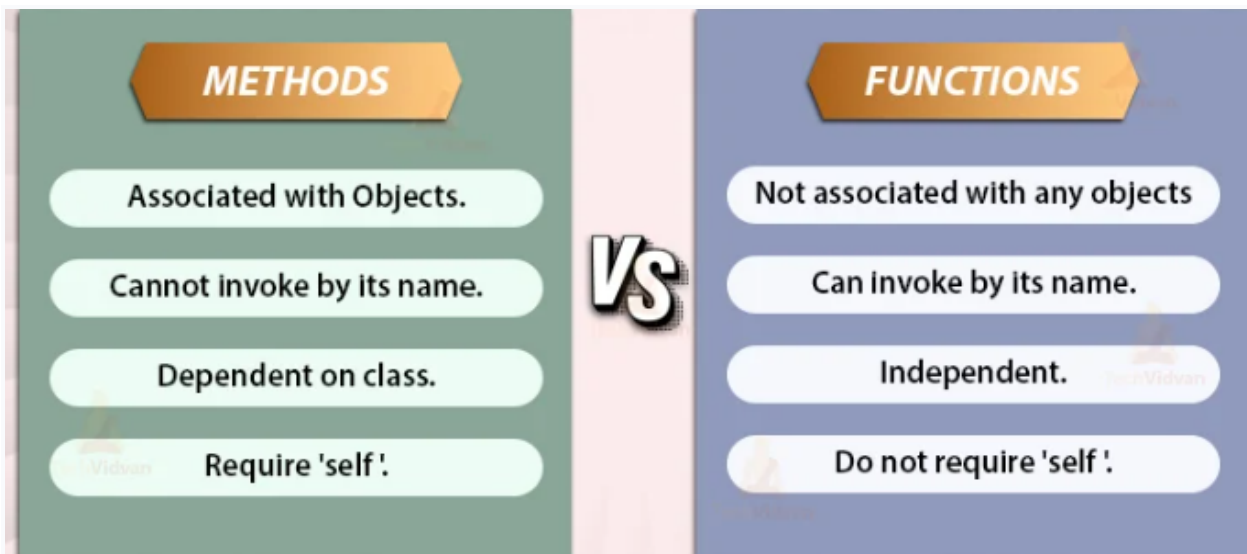 METHODS
Associated with Objects.
Cannot invoke by its name.
Dependent on class.
Require 'self '.
VS
FUNCTIONS
Not associated with any objects
Can invoke by its name.
Independent.
Do not require 'self '.
TechVidvan